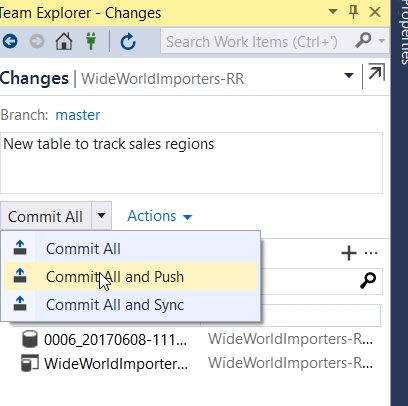 Team Explorer - Changes
Search Work Items (Ctrl+')
Changes | WideWorldImporters-RR
Branch: master
New table to track sales regions
Commit All
Actions
Commit All
Commit All and Push
Commit All and Sync
0006_20170608-111... WideWorldImporters-R...
WideWorldImporter... WideWorldImporters-R...
Properties